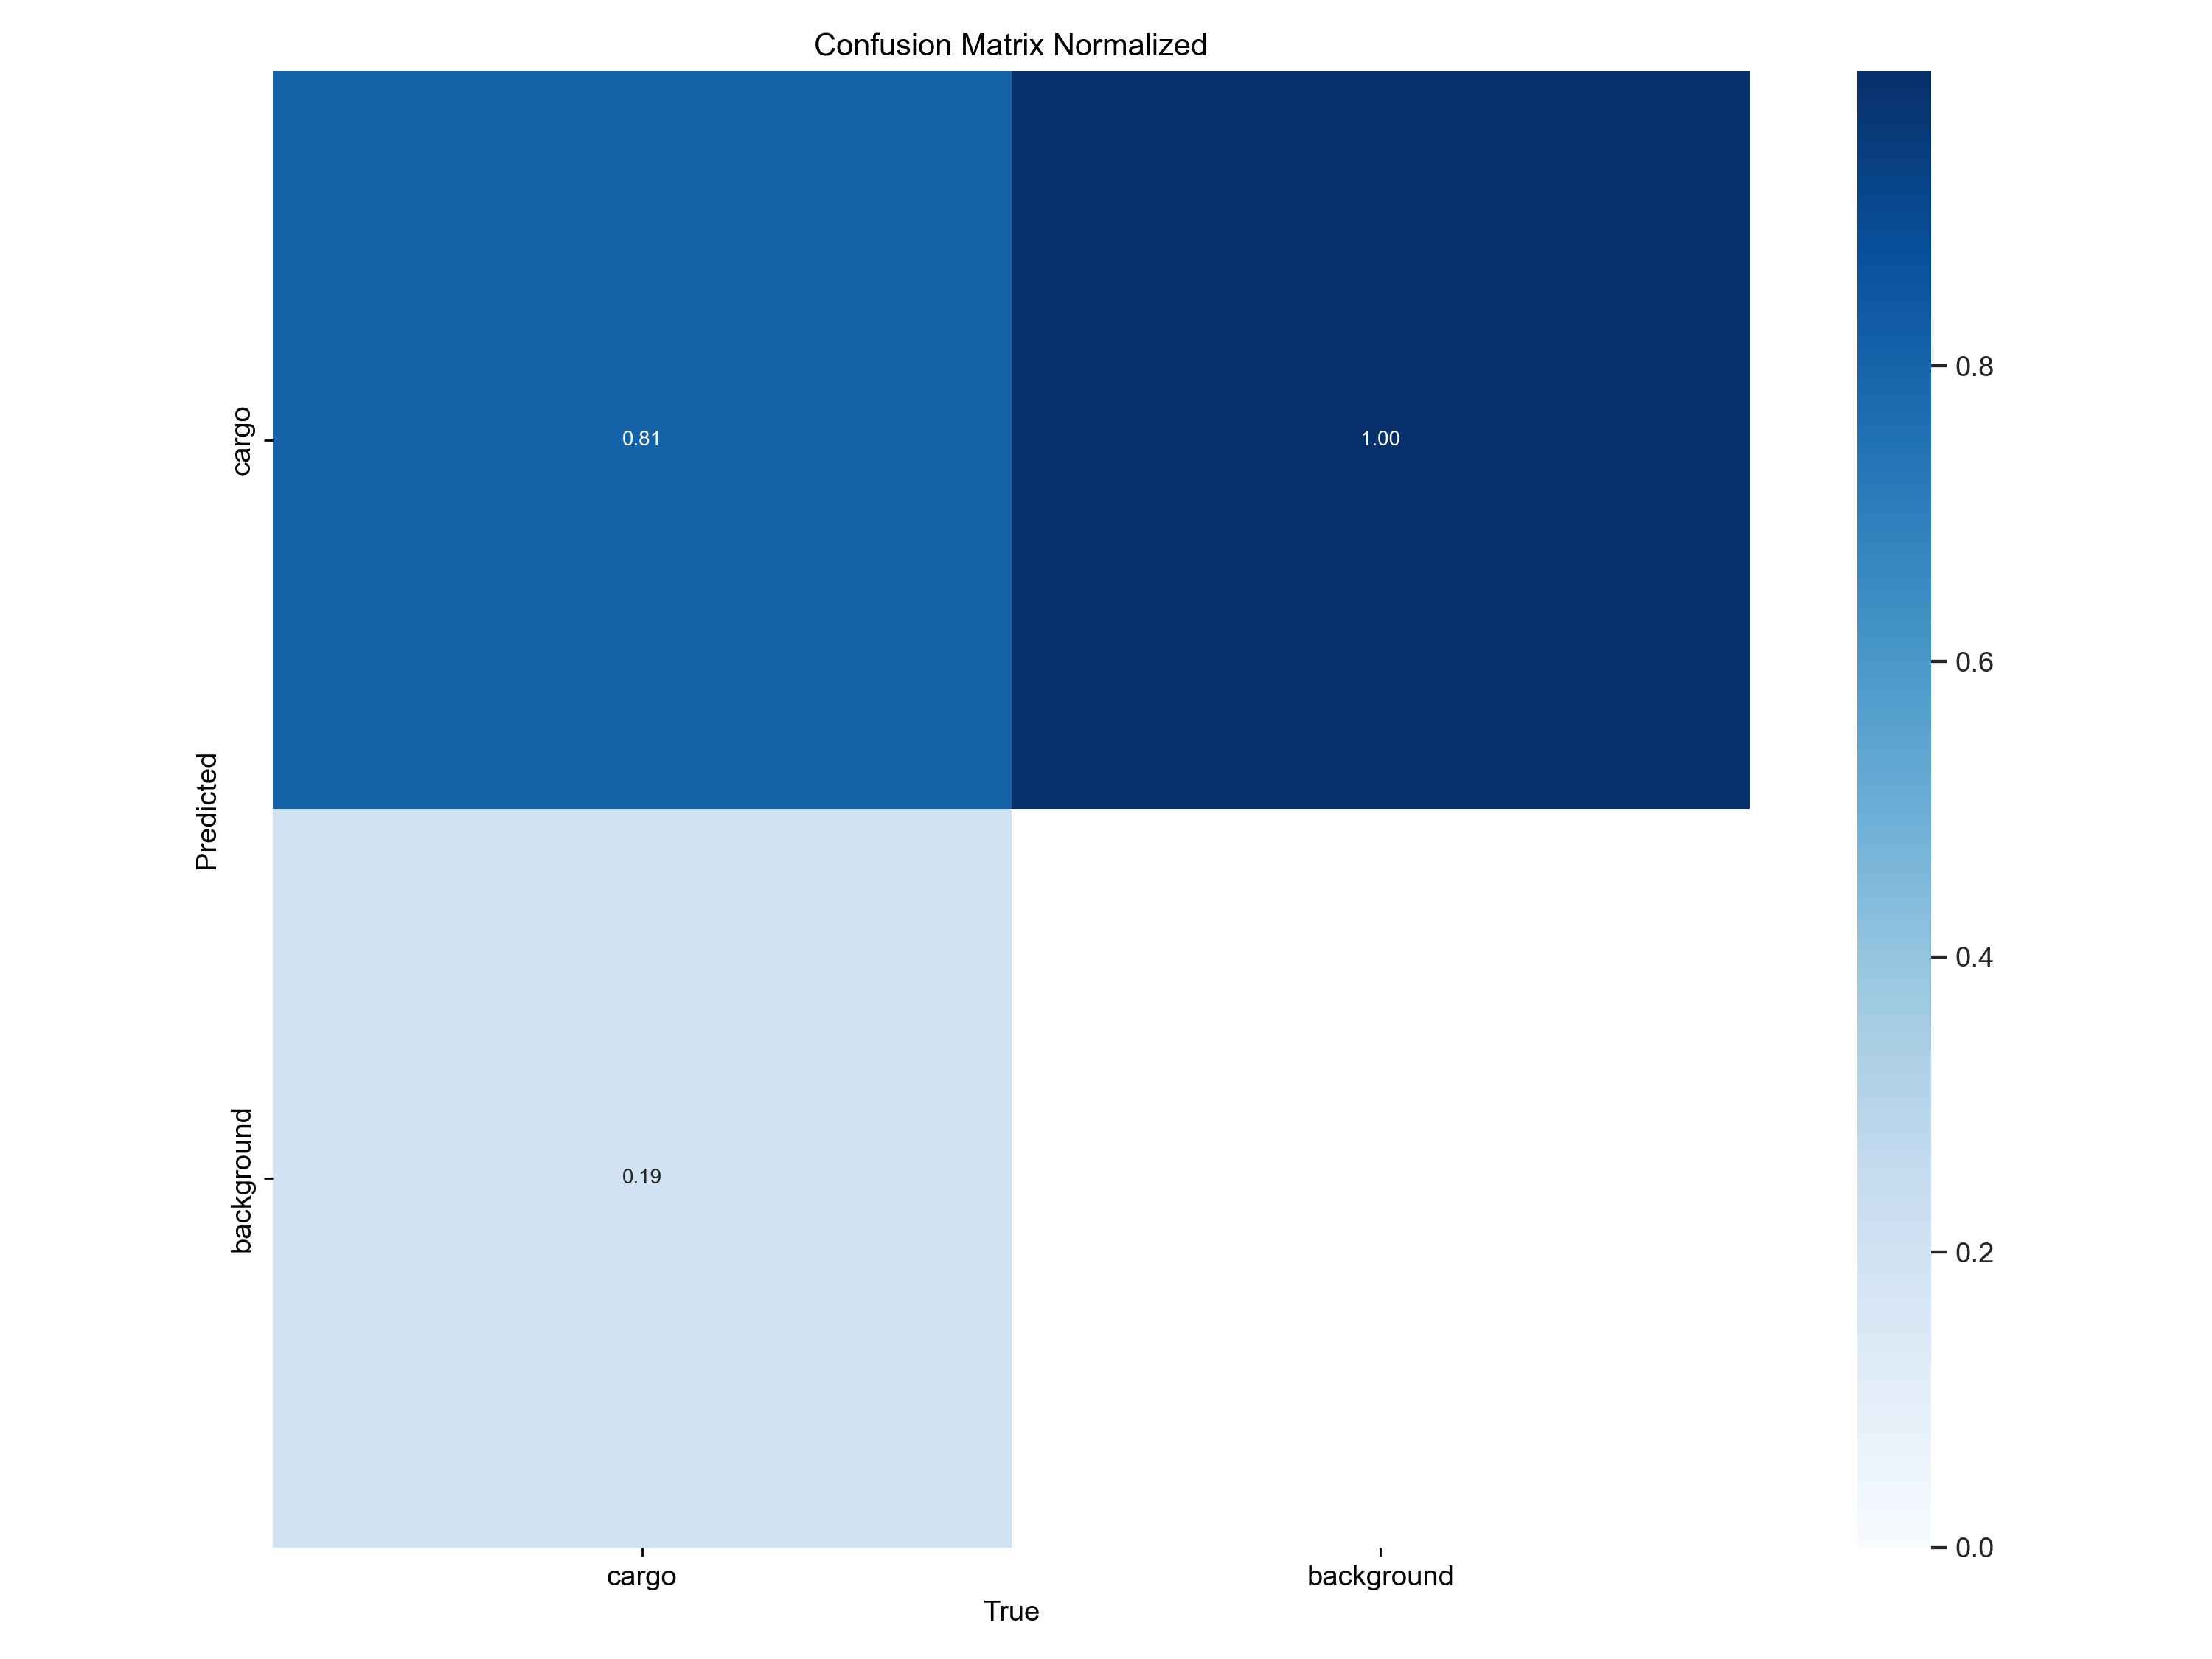 Confusion Matrix Normalized
cargo
0.81
1.00
0.8
0.6
Predicted
0.4
background
0.19
0.2
0.0
cargo
background
True